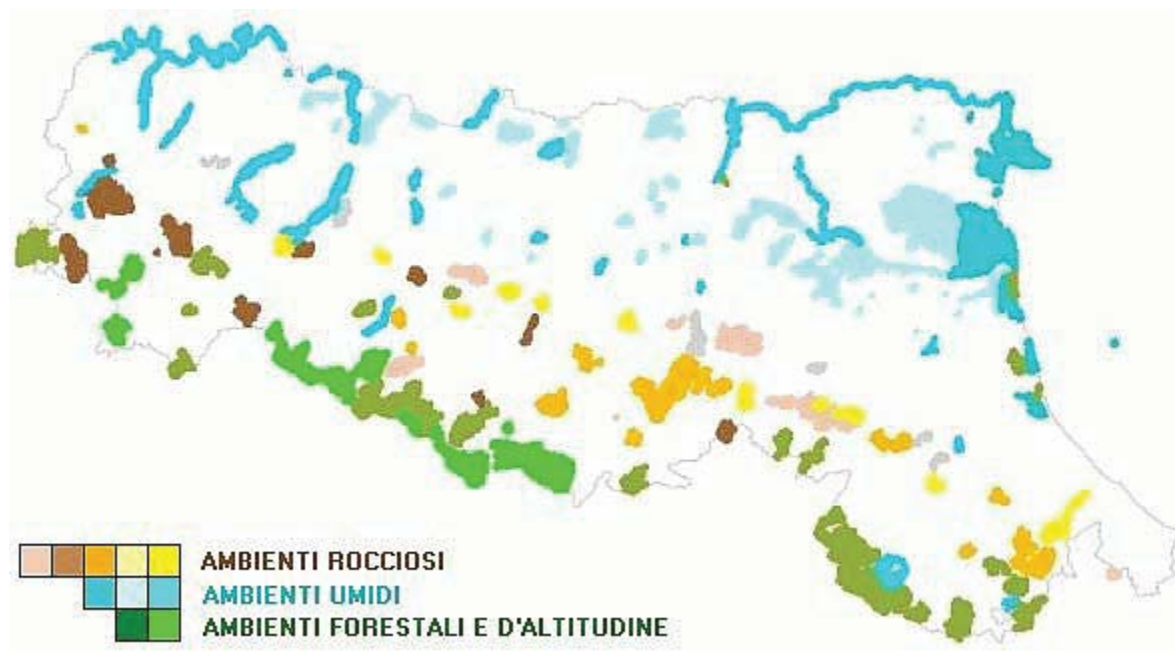 AMBIENTI ROCCIOSI
AMBIENTI UMIDI
AMBIENTI FORESTALI E D'ALTITUDINE